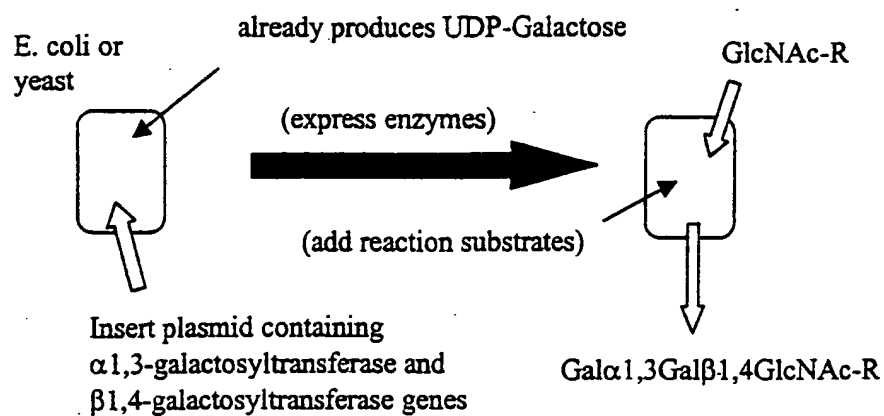 already produces UDP-Galactose
E. coli or
yeast
GlcNAc-R
(express enzymes)
(add reaction substrates)
Insert plasmid containing
α1,3-galactosyltransferase and
β1,4-galactosyltransferase genes
Galα1,3Galβ1,4GlcNAc-R